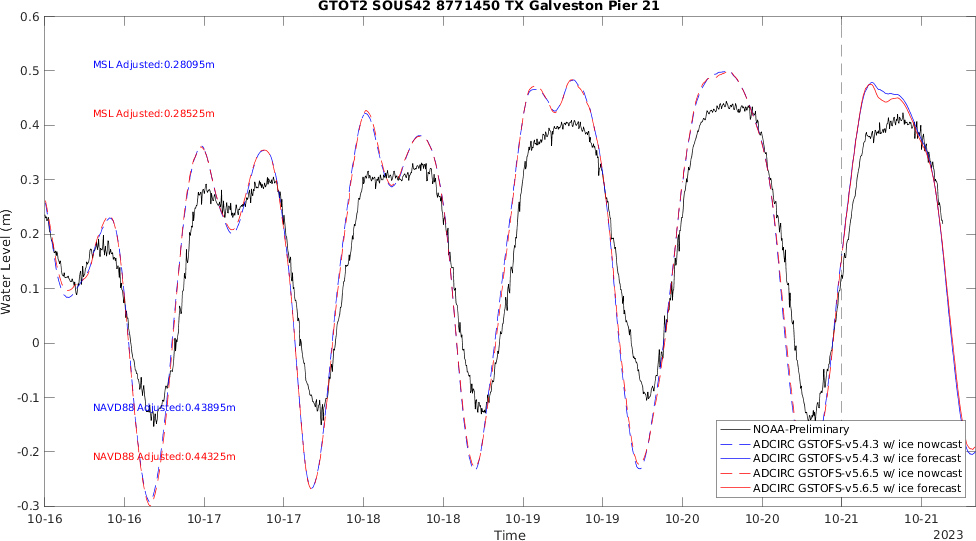 GTOT2 SOUS42 8771450 TX Galveston Pier 21
0.6
0.5
0.4
0.3
0.2
0.1
0
-0.1
-0.2
-0.3
Water Level (m)
MSL Adjusted:0.28095m
MSL Adjusted:0.28525m
NAVD88 Adjusted:0.43895m
NAVD88 Adjusted:0.44325m
NOAA-Preliminary
ADCIRC GSTOFS-v5.4.3 w/ ice nowcast
ADCIRC GSTOFS-v5.4.3 w/ ice forecast
ADCIRC GSTOFS-v5.6.5 w/ ice nowcast
ADCIRC GSTOFS-v5.6.5 w/ ice forecast
10-16 10-16 10-17 10-17 10-18 10-18 10-19 10-19 10-20 10-20 10-21 10-21
Time
2023